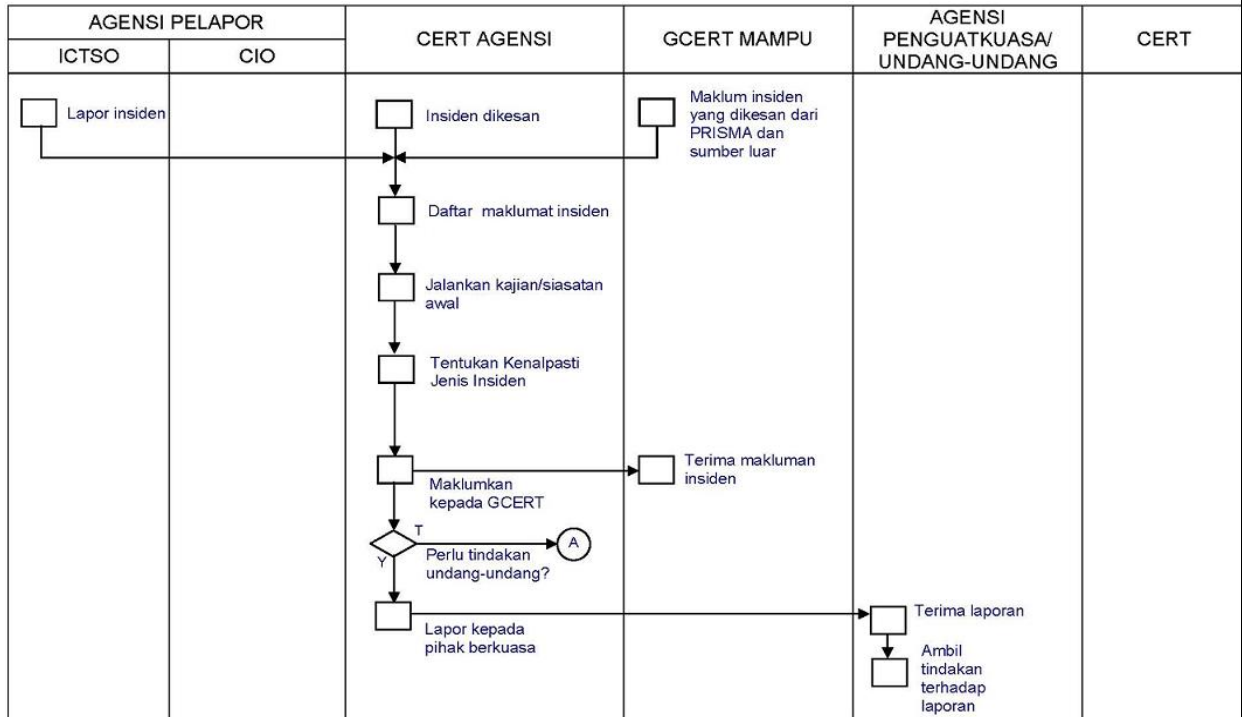 AGENSI PELAPOR
ICTSO
CIO
CERT AGENSI
GCERT MAMPU
AGENSI
PENGUATKUASA/
UNDANG-UNDANG
CERT
Lapor insiden
Insiden dikesan
Maklum insiden
yang dikesan dari
PRISMA dan
sumber luar
Daftar maklumat insiden
Jalankan kajian/siasatan
awal
Tentukan Kenalpasti
Jenis Insiden
Maklumkan
kepada GCERT
Terima makluman
insiden
T
A
Y
Perlu tindakan
undang-undang?
Lapor kepada
pihak berkuasa
Terima laporan
Ambil
tindakan
terhadap
laporan